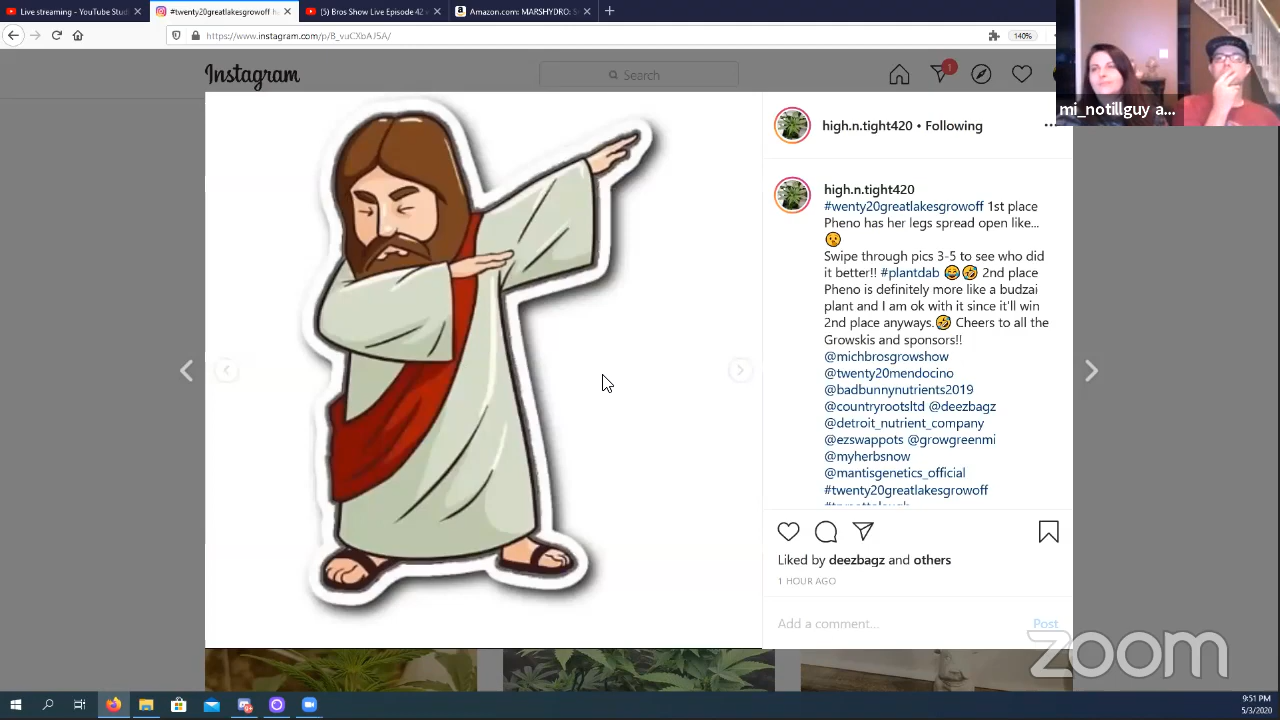 Live streaming - YouTube Studi
#twenty20greatlakesgrowoff h
(5) Bros Show Live Episode 42
Amazon.com: MARSHYDRO: S
https://www.instagram.com/p/B_vuCXbAJ5A/
140%
mi_notillguy a...
Instagram
Search
1
high.n.tight420 • Following
high.n.tight420
#wenty20greatlakesgrowoff 1st place
Pheno has her legs spread open like...
Swipe through pics 3-5 to see who did
it better!! #plantdab 😂🤣 2nd place
Pheno is definitely more like a budzai
plant and I am ok with it since it'll win
2nd place anyways.🤣 Cheers to all the
Growskis and sponsors!!
@michbrosgrowshow
@twenty20mendocino
@badbunnynutrients2019
@countryrootsltd @deezbagz
@detroit_nutrient_company
@ezswappots @growgreenmi
@myherbsnow
@mantisgenetics_official
#twenty20greatlakesgrowoff
Liked by deezbagz and others
1 HOUR AGO
Add a comment...
Post
zoom
9:51 PM
5/3/2020